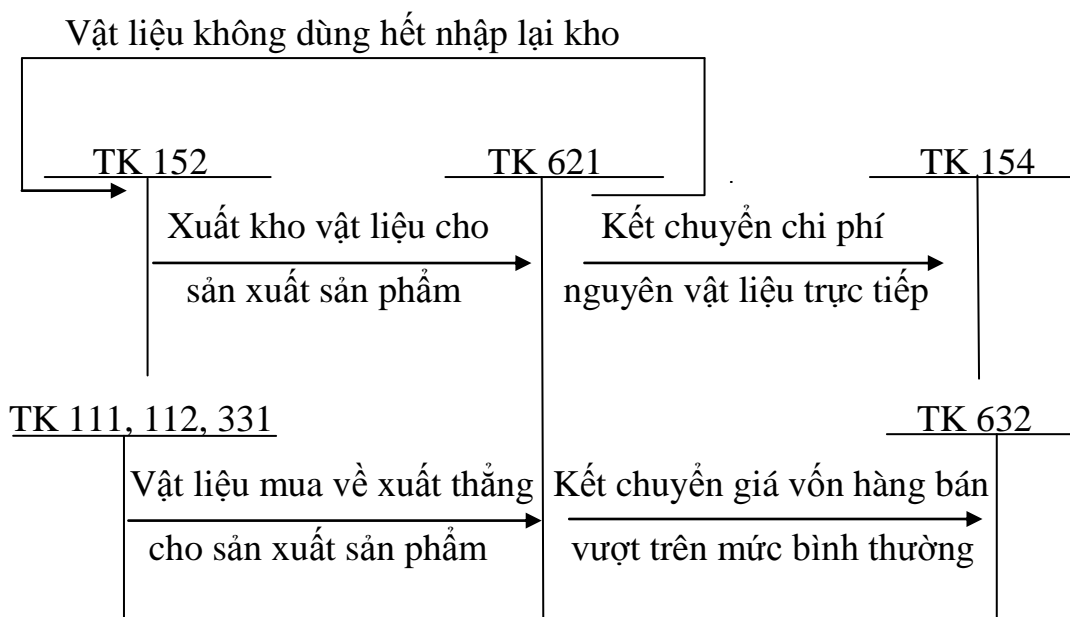 Vật liệu không dùng hết nhập lại kho
TK 152
TK 621
TK 154
Xuất kho vật liệu cho
sản xuất sản phẩm
Kết chuyển chi phí
nguyên vật liệu trực tiếp
TK 111, 112, 331
TK 632
Vật liệu mua về xuất thẳng
cho sản xuất sản phẩm
Kết chuyển giá vốn hàng bán
vượt trên mức bình thường